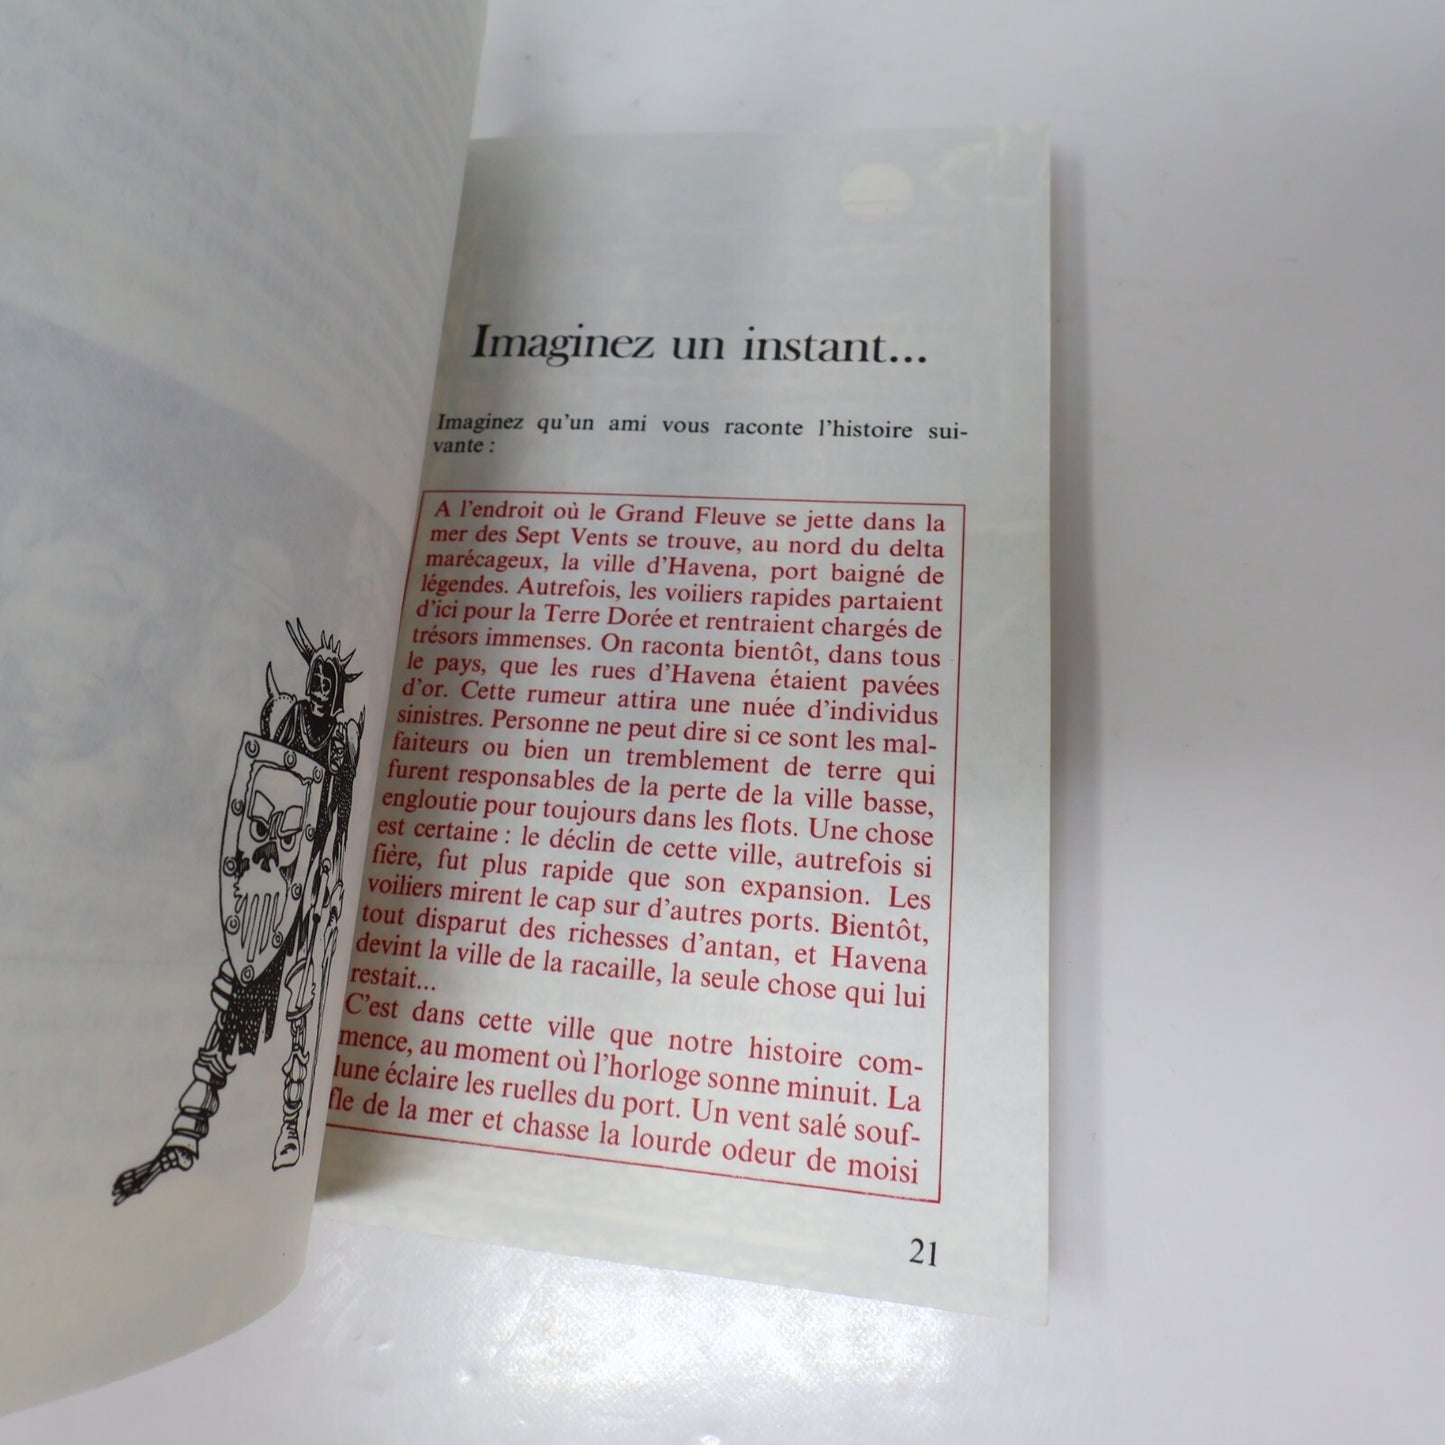 Imaginez un instant...
Imaginez qu'un ami vous raconte l'histoire sui-
vante :
A l'endroit où le Grand Fleuve se jette dans la
mer des Sept Vents se trouve, au nord du delta
marécageux, la ville d'Havena, port baigné de
légendes. Autrefois, les voiliers rapides partaient
d'ici pour la Terre Dorée et rentraient chargés de
trésors immenses. On raconta bientôt, dans tous
le pays, que les rues d'Havena étaient pavées
d'or. Cette rumeur attira une nuée d'individus
sinistres. Personne ne peut dire si ce sont les mal-
faiteurs ou bien un tremblement de terre qui
furent responsables de la perte de la ville basse,
engloutie pour toujours dans les flots. Une chose
est certaine : le déclin de cette ville, autrefois si
fière, fut plus rapide que son expansion. Les
voiliers mirent le cap sur d'autres ports. Bientôt,
tout disparut des richesses d'antan, et Havena
devint la ville de la racaille, la seule chose qui lui
restait...
C'est dans cette ville que notre histoire com-
mence, au moment où l'horloge sonne minuit. La
lune éclaire les ruelles du port. Un vent salé souf-
fle de la mer et chasse la lourde odeur de moisi
21